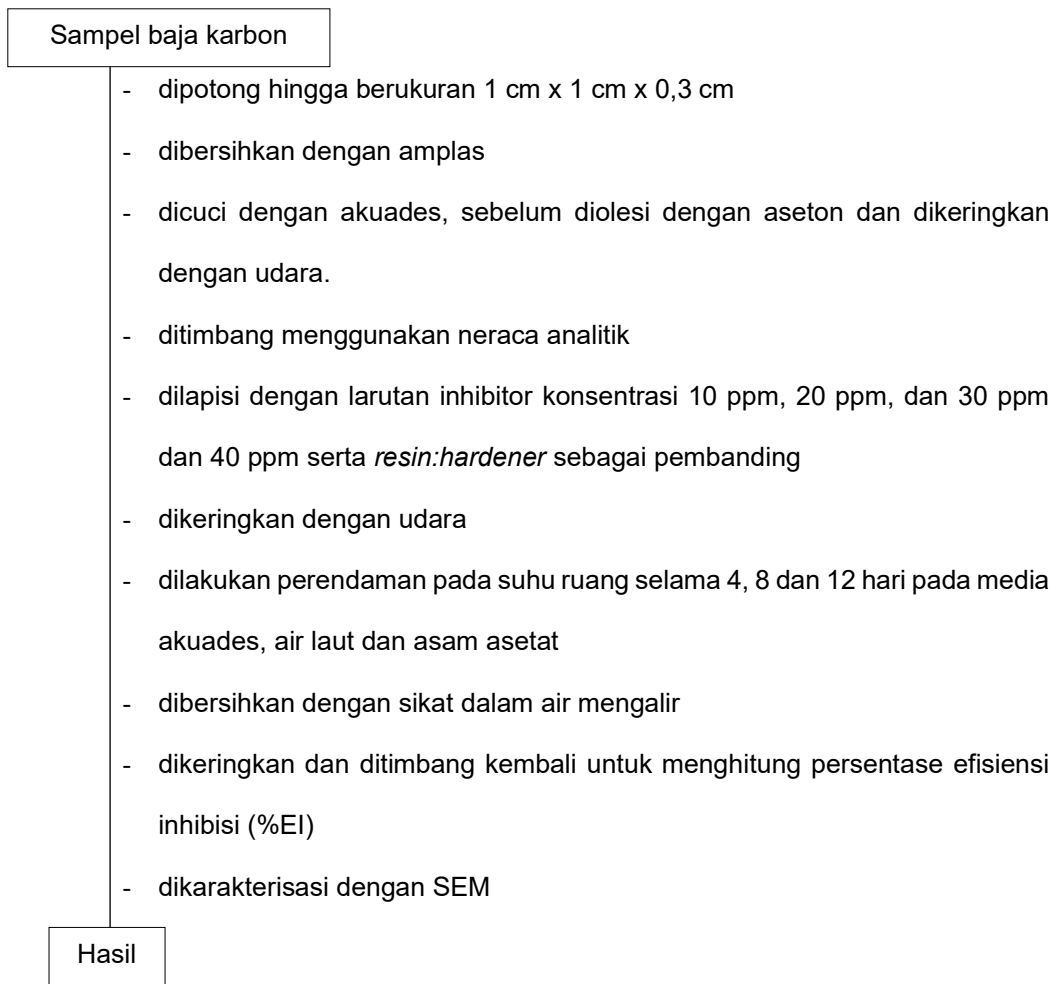 Sampel baja karbon
- dipotong hingga berukuran 1 cm x 1 cm x 0,3 cm
- dibersihkan dengan amplas
- dicuci dengan akuades, sebelum diolesi dengan aseton dan dikeringkan
dengan udara.
- ditimbang menggunakan neraca analitik
- dilapisi dengan larutan inhibitor konsentrasi 10 ppm, 20 ppm, dan 30 ppm
dan 40 ppm serta resin:hardener sebagai pembanding
- dikeringkan dengan udara
- dilakukan perendaman pada suhu ruang selama 4, 8 dan 12 hari pada media
akuades, air laut dan asam asetat
- dibersihkan dengan sikat dalam air mengalir
- dikeringkan dan ditimbang kembali untuk menghitung persentase efisiensi
inhibisi (%EI)
- dikarakterisasi dengan SEM
Hasil